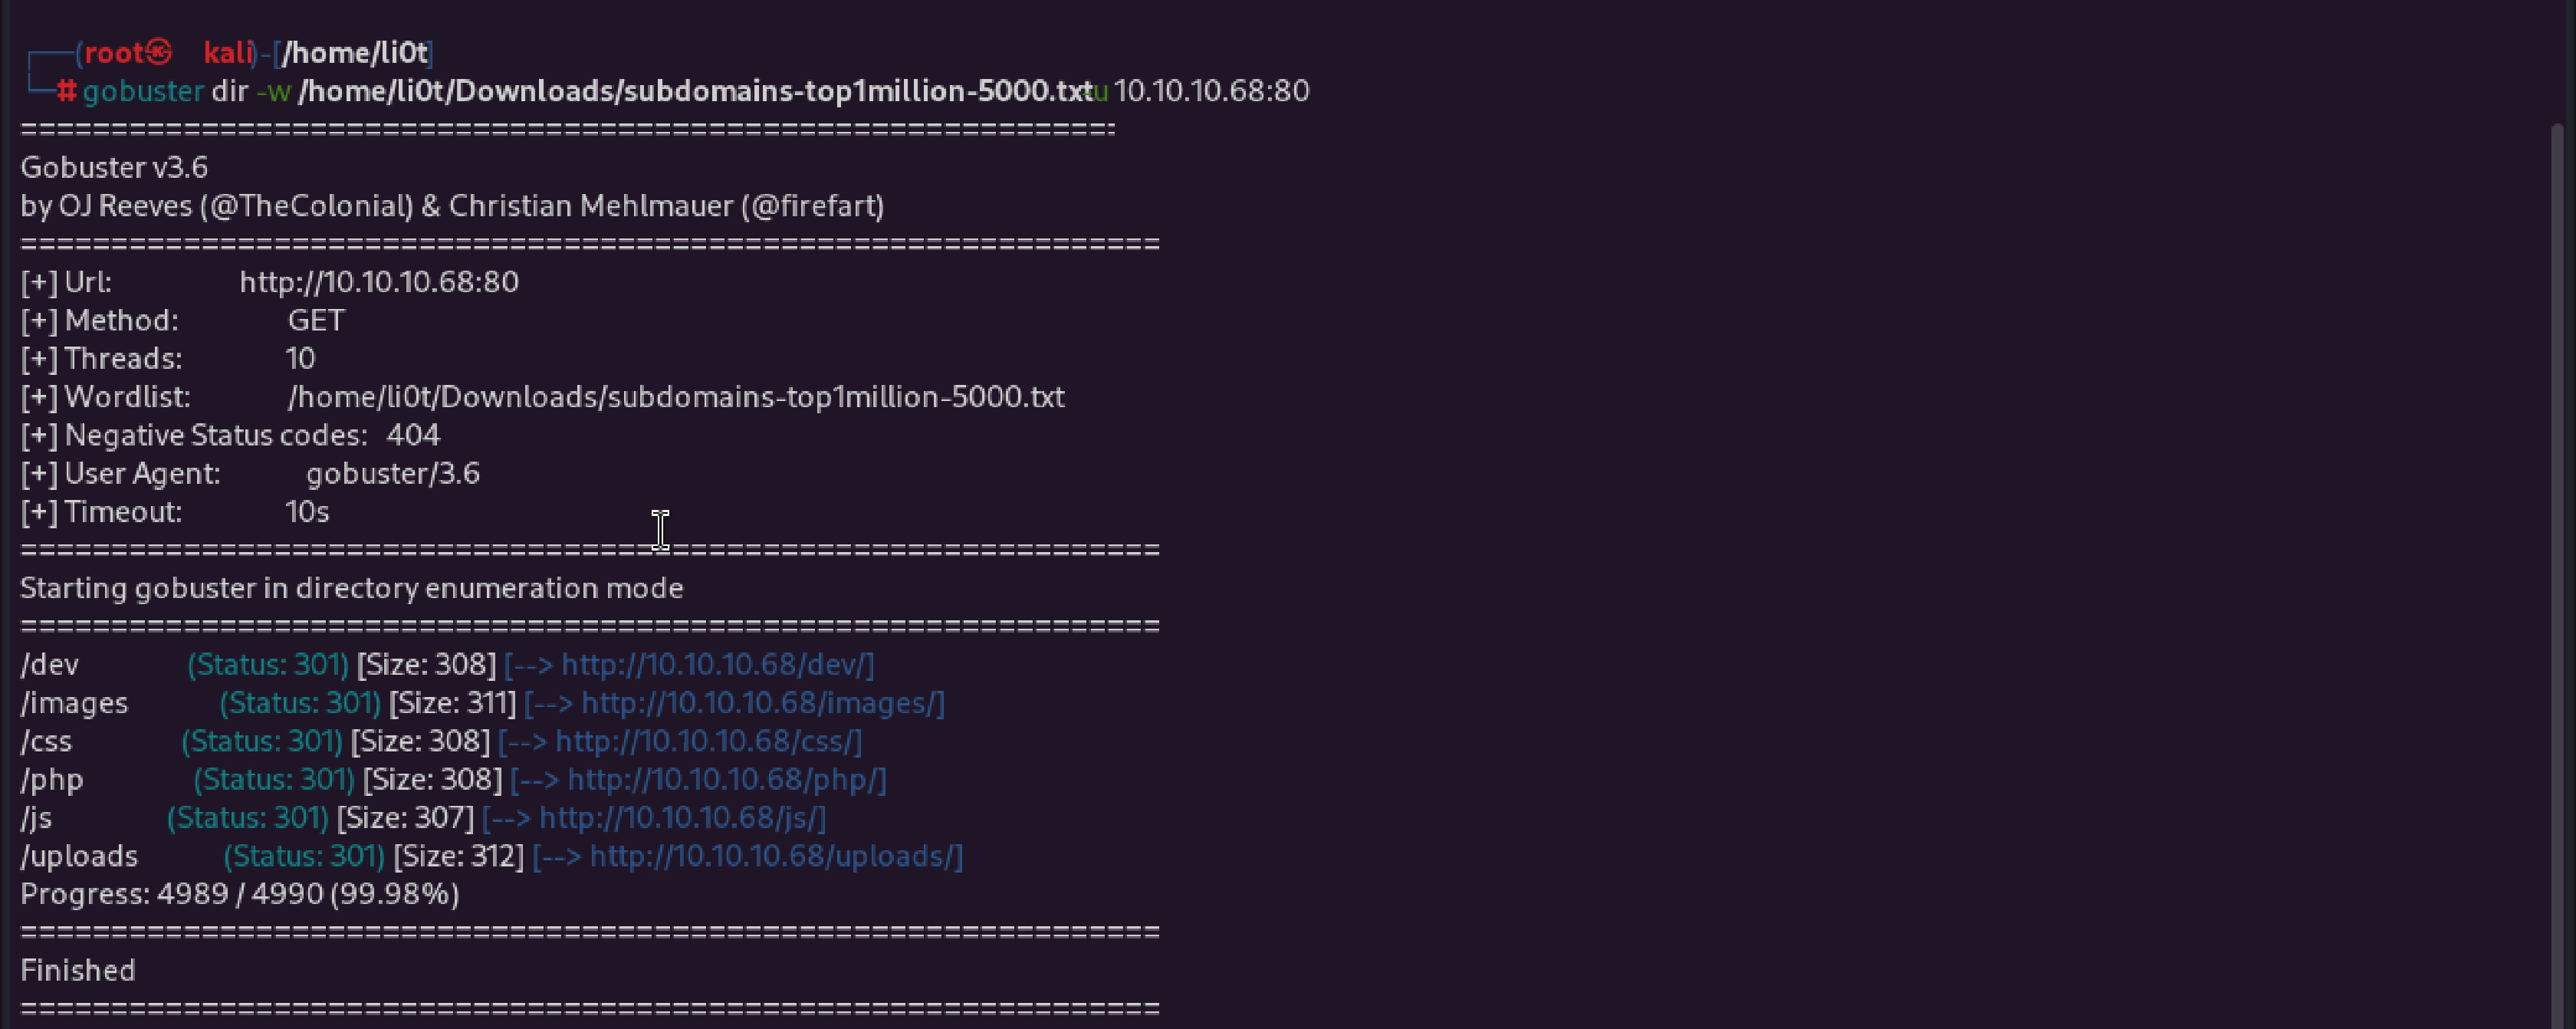 ┌──(root㉿ kali)-[/home/li0t]
└─# gobuster dir -w /home/li0t/Downloads/subdomains-top1million-5000.txt -u 10.10.10.68:80
===============================================================
Gobuster v3.6
by OJ Reeves (@TheColonial) & Christian Mehlmauer (@firefart)
===============================================================
[+] Url: http://10.10.10.68:80
[+] Method: GET
[+] Threads: 10
[+] Wordlist: /home/li0t/Downloads/subdomains-top1million-5000.txt
[+] Negative Status codes: 404
[+] User Agent: gobuster/3.6
[+] Timeout: 10s
===============================================================
Starting gobuster in directory enumeration mode
===============================================================
/dev (Status: 301) [Size: 308] [--> http://10.10.10.68/dev/]
/images (Status: 301) [Size: 311] [--> http://10.10.10.68/images/]
/css (Status: 301) [Size: 308] [--> http://10.10.10.68/css/]
/php (Status: 301) [Size: 308] [--> http://10.10.10.68/php/]
/js (Status: 301) [Size: 307] [--> http://10.10.10.68/js/]
/uploads (Status: 301) [Size: 312] [--> http://10.10.10.68/uploads/]
Progress: 4989 / 4990 (99.98%)
===============================================================
Finished
===============================================================